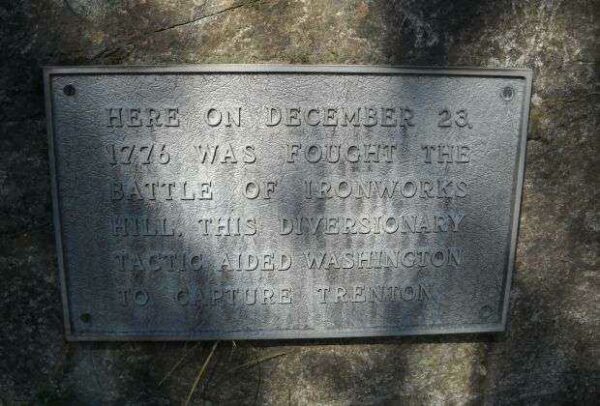 HERE ON DECEMBER 23,
1776 WAS FOUGHT THE
BATTLE OF IRONWORKS
HILL. THIS DIVERSIONARY
TACTIC AIDED WASHINGTON
TO CAPTURE TRENTON